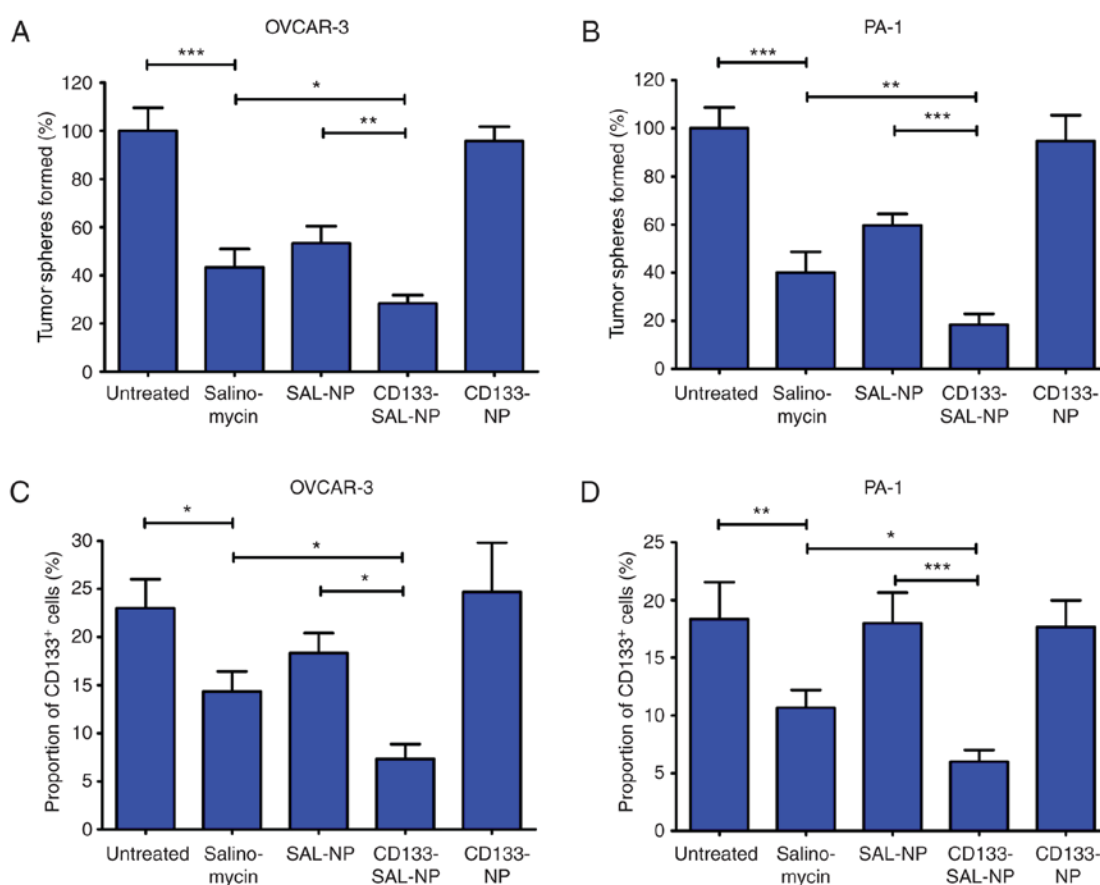 A
OVCAR-3
Tumor spheres formed (%)
120
100
80
60
40
20
0
***
*
**
Untreated
Salino-
mycin
SAL-NP
CD133-
SAL-NP
CD133-
NP
B
PA-1
Tumor spheres formed (%)
120
100
80
60
40
20
0
***
**
***
Untreated
Salino-
mycin
SAL-NP
CD133-
SAL-NP
CD133-
NP
C
OVCAR-3
Proportion of CD133⁺ cells (%)
30
25
20
15
10
5
0
*
*
*
Untreated
Salino-
mycin
SAL-NP
CD133-
SAL-NP
CD133-
NP
D
PA-1
Proportion of CD133⁺ cells (%)
25
20
15
10
5
0
**
*
***
Untreated
Salino-
mycin
SAL-NP
CD133-
SAL-NP
CD133-
NP